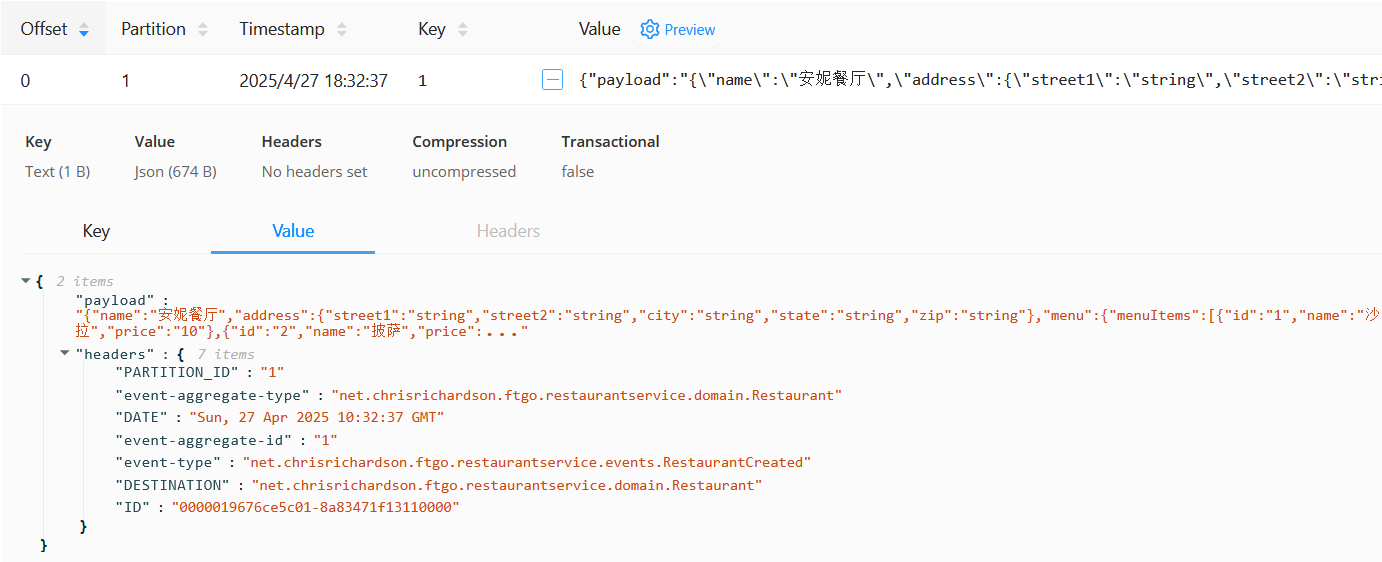 Offset Partition Timestamp Key Value Preview
0 1 2025/4/27 18:32:37 1 {"payload":"{\"name\":\"安妮餐厅\",\"address\":{\"street1\":\"string\",\"street2\":\"stri
Key Value Headers Compression Transactional
Text (1 B) Json (674 B) No headers set uncompressed false
Key Value Headers
{ 2 items
"payload" :
"{"name":"安妮餐厅","address":{"street1":"string","street2":"string","city":"string","state":"string","zip":"string"},"menu":{"menuItems":[{"id":"1","name":"沙
拉","price":"10"},{"id":"2","name":"披萨","price":..."
"headers" : { 7 items
"PARTITION_ID" : "1"
"event-aggregate-type" : "net.chrisrichardson.ftgo.restaurantservice.domain.Restaurant"
"DATE" : "Sun, 27 Apr 2025 10:32:37 GMT"
"event-aggregate-id" : "1"
"event-type" : "net.chrisrichardson.ftgo.restaurantservice.events.RestaurantCreated"
"DESTINATION" : "net.chrisrichardson.ftgo.restaurantservice.domain.Restaurant"
"ID" : "0000019676ce5c01-8a83471f13110000"
}
}